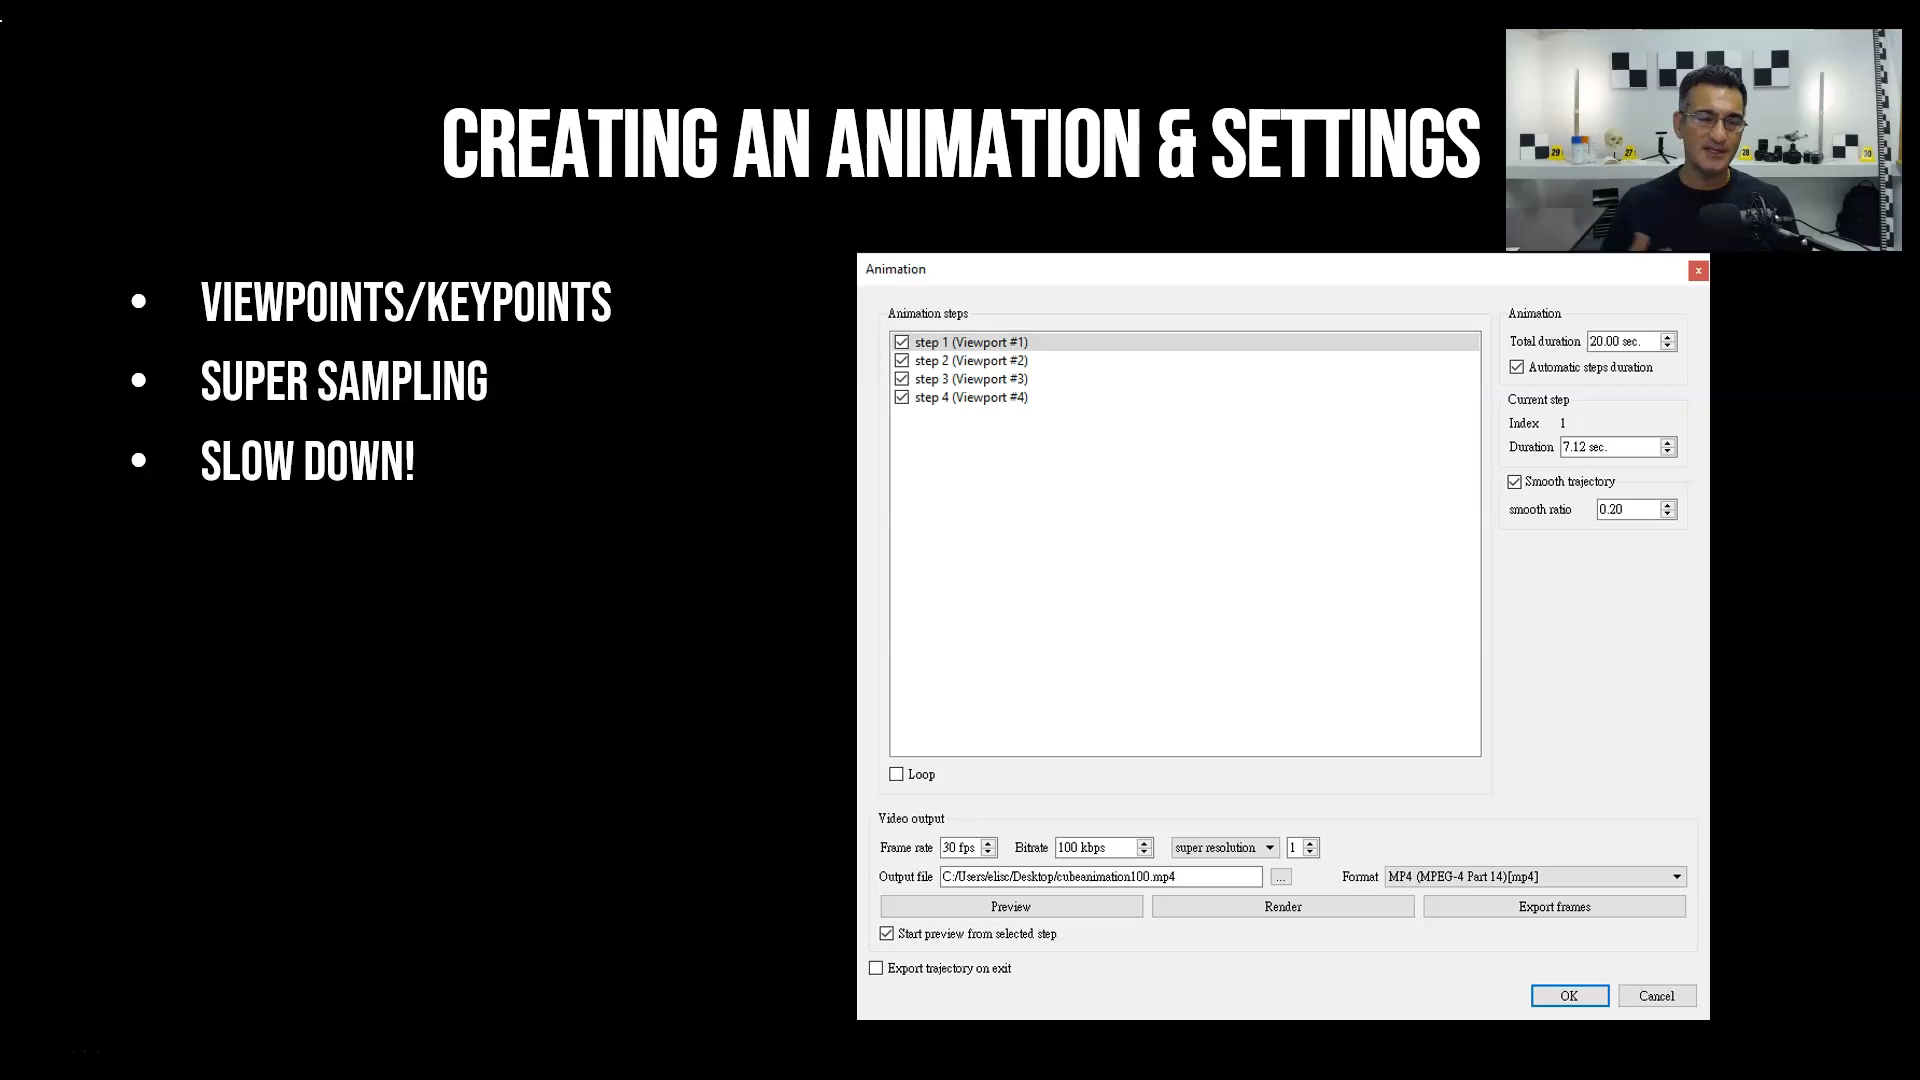 CREATING AN ANIMATION & SETTINGS
29
27
28
30
• VIEWPOINTS/KEYPOINTS
• SUPER SAMPLING
• SLOW DOWN!
Animation
x
Animation steps
step 1 (Viewport #1)
step 2 (Viewport #2)
step 3 (Viewport #3)
step 4 (Viewport #4)
Loop
Animation
Total duration 20.00 sec.
Automatic steps duration
Current step
Index 1
Duration 7.12 sec.
Smooth trajectory
smooth ratio 0.20
Video output
Frame rate 30 fps Bitrate 100 kbps super resolution 1
Output file C:/Users/elisc/Desktop/cubeanimation100.mp4 ... Format MP4 (MPEG-4 Part 14)[mp4]
Preview Render Export frames
Start preview from selected step
Export trajectory on exit
OK Cancel